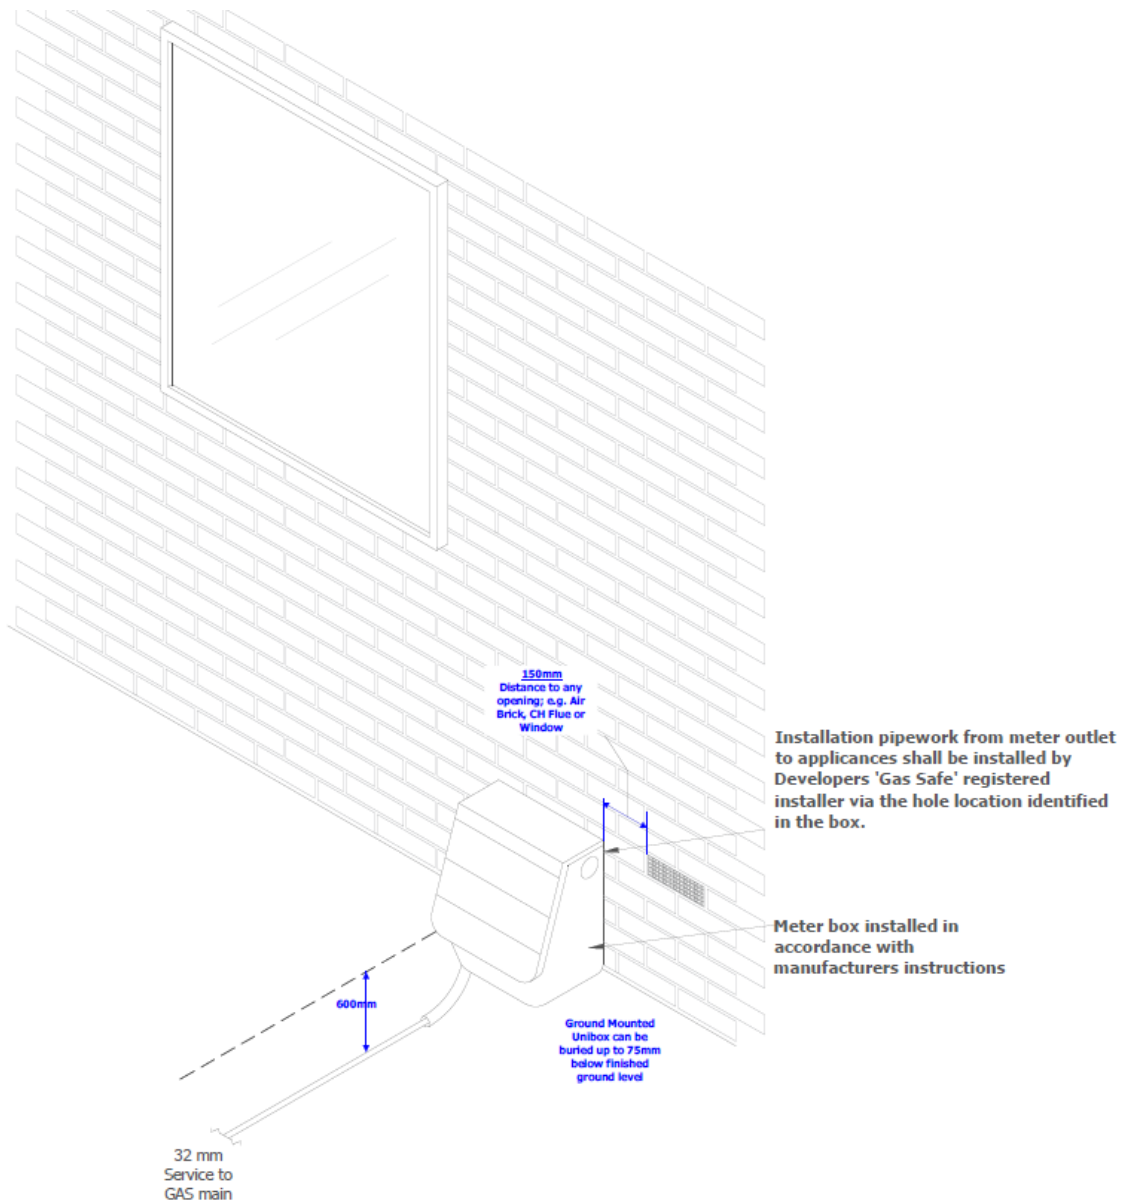 150mm
Distance to any
opening; e.g. Air
Brick, CH Flue or
Window
Installation pipework from meter outlet
to applicances shall be installed by
Developers 'Gas Safe' registered
installer via the hole location identified
in the box.
Meter box installed in
accordance with
manufacturers instructions
600mm
Ground Mounted
Unibox can be
buried up to 75mm
below finished
ground level
32 mm
Service to
GAS main